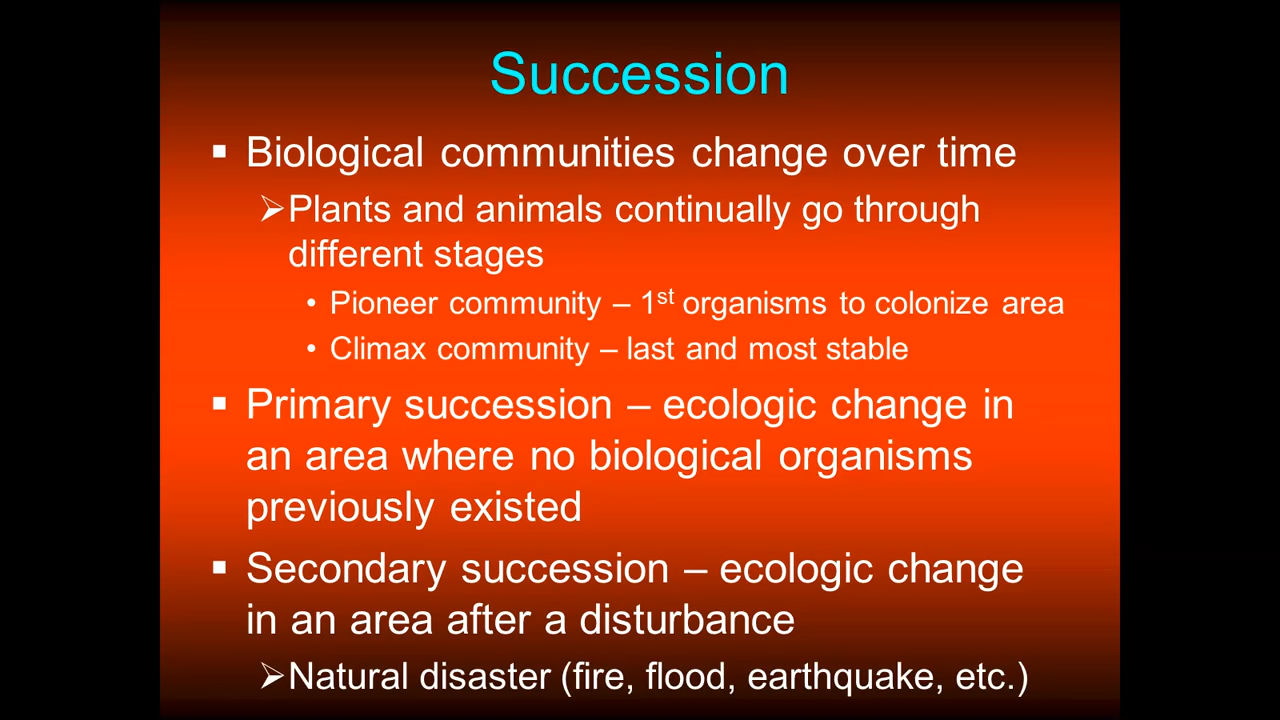 Succession
▪ Biological communities change over time
➢Plants and animals continually go through
different stages
• Pioneer community – 1st organisms to colonize area
• Climax community – last and most stable
▪ Primary succession – ecologic change in
an area where no biological organisms
previously existed
▪ Secondary succession – ecologic change
in an area after a disturbance
➢Natural disaster (fire, flood, earthquake, etc.)